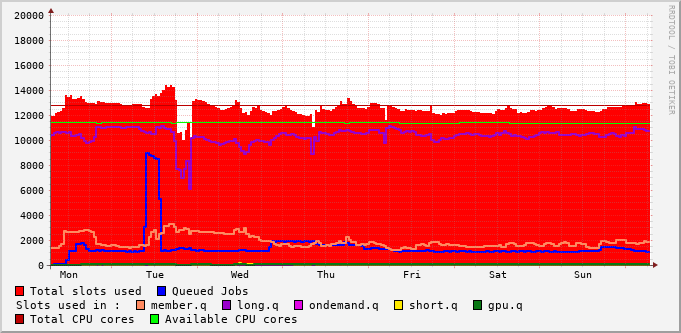 20000
18000
16000
14000
12000
10000
8000
6000
4000
2000
0
Mon Tue Wed Thu Fri Sat Sun
RRDTOOL / TOBI OETIKER
Total slots used Queued Jobs
Slots used in : member.q long.q ondemand.q short.q gpu.q
Total CPU cores Available CPU cores